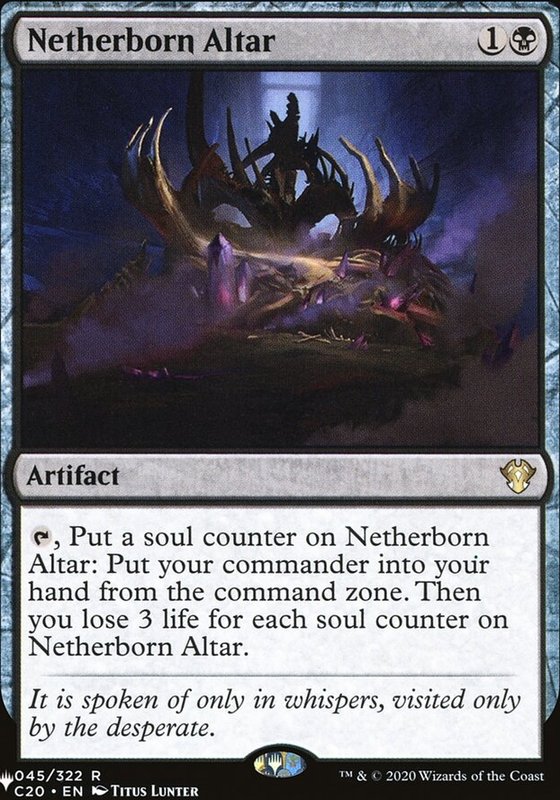 Netherborn Altar 1
Artifact
, Put a soul counter on Netherborn
Altar: Put your commander into your
hand from the command zone. Then
you lose 3 life for each soul counter on
Netherborn Altar.
It is spoken of only in whispers, visited only
by the desperate.
045/322 R
C20 • EN Titus Lunter
™ & © 2020 Wizards of the Coast